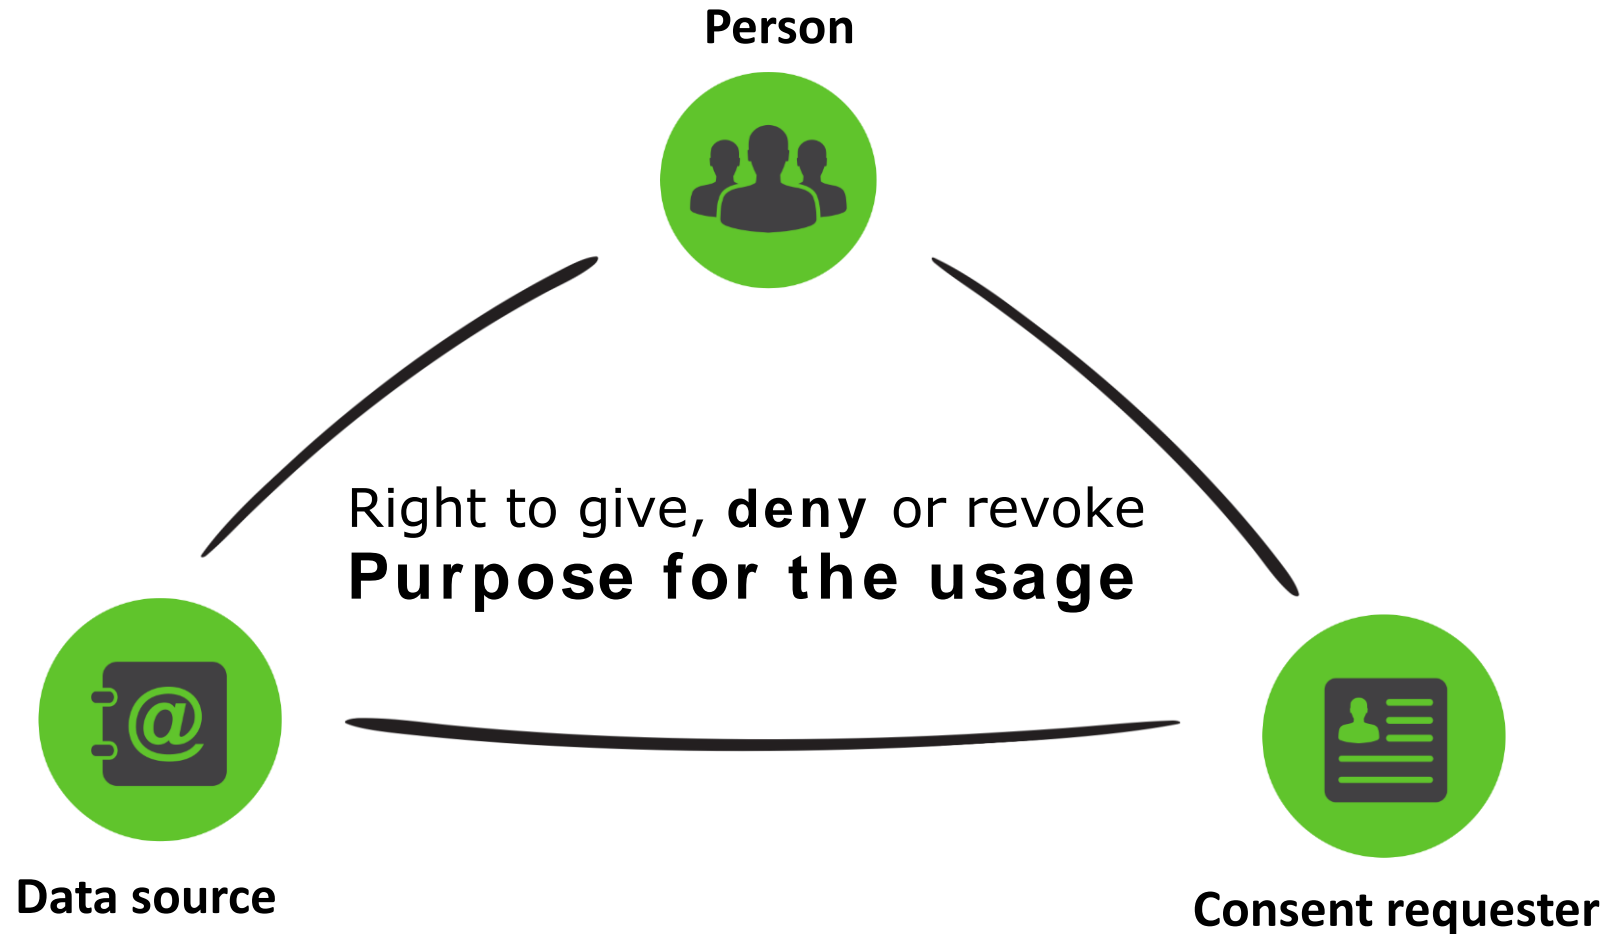 Person
Right to give, deny or revoke
Purpose for the usage
@
Data source
Consent requester